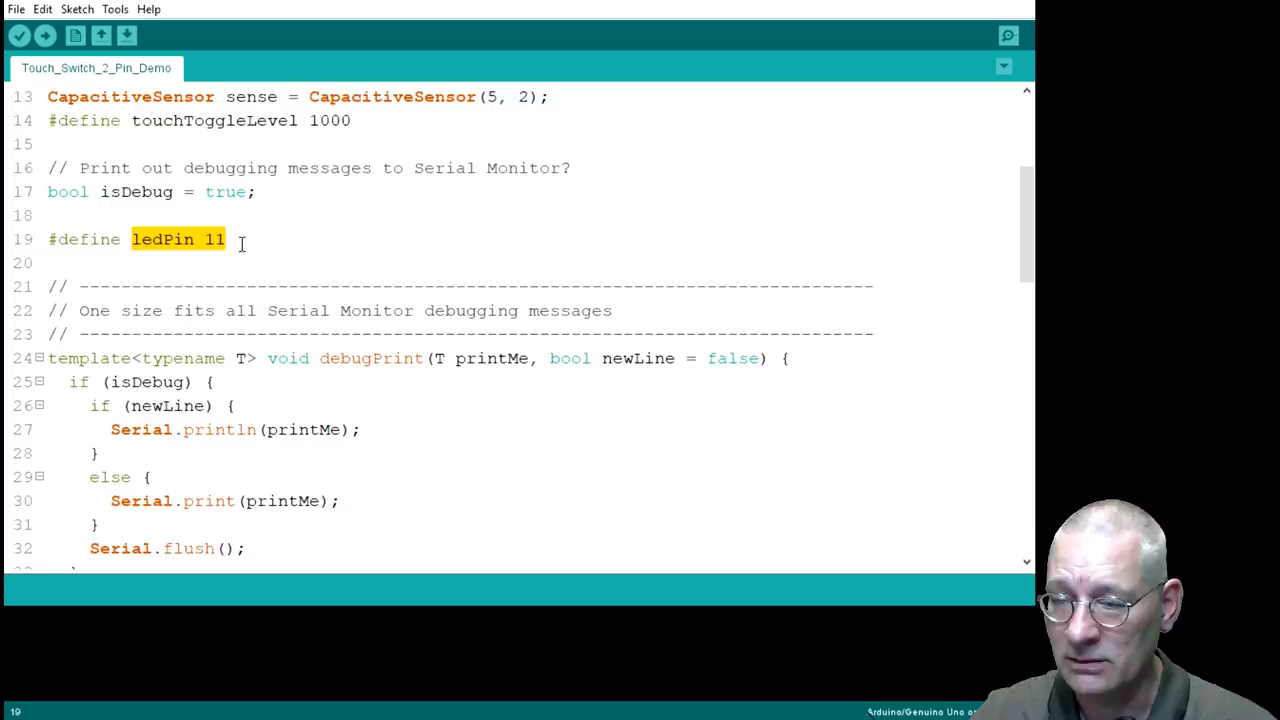 File Edit Sketch Tools Help
Touch_Switch_2_Pin_Demo
13 CapacitiveSensor sense = CapacitiveSensor(5, 2);
14 #define touchToggleLevel 1000
15
16 // Print out debugging messages to Serial Monitor?
17 bool isDebug = true;
18
19 #define ledPin 11
20
21 // ----------------------------------------------------------------------------
22 // One size fits all Serial Monitor debugging messages
23 // ----------------------------------------------------------------------------
24 template<typename T> void debugPrint(T printMe, bool newLine = false) {
25 if (isDebug) {
26 if (newLine) {
27 Serial.println(printMe);
28 }
29 else {
30 Serial.print(printMe);
31 }
32 Serial.flush();
19
Arduino/Genuino Uno